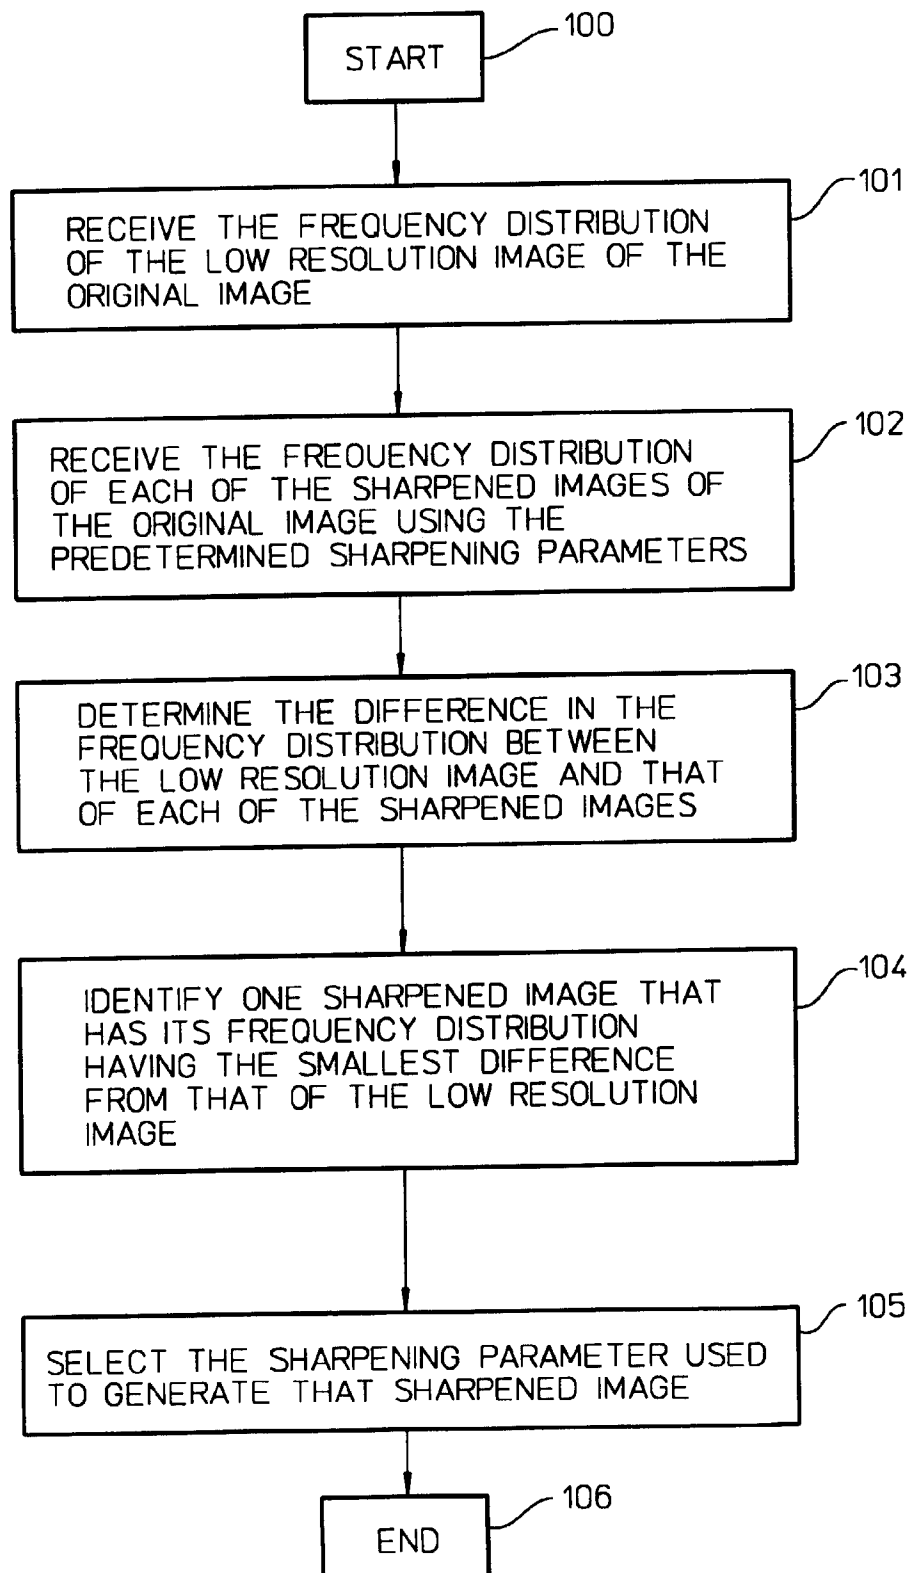 START
100
RECEIVE THE FREQUENCY DISTRIBUTION
OF THE LOW RESOLUTION IMAGE OF THE
ORIGINAL IMAGE
101
RECEIVE THE FREQUENCY DISTRIBUTION
OF EACH OF THE SHARPENED IMAGES OF
THE ORIGINAL IMAGE USING THE
PREDETERMINED SHARPENING PARAMETERS
102
DETERMINE THE DIFFERENCE IN THE
FREQUENCY DISTRIBUTION BETWEEN
THE LOW RESOLUTION IMAGE AND THAT
OF EACH OF THE SHARPENED IMAGES
103
IDENTIFY ONE SHARPENED IMAGE THAT
HAS ITS FREQUENCY DISTRIBUTION
HAVING THE SMALLEST DIFFERENCE
FROM THAT OF THE LOW RESOLUTION
IMAGE
104
SELECT THE SHARPENING PARAMETER USED
TO GENERATE THAT SHARPENED IMAGE
105
END
106